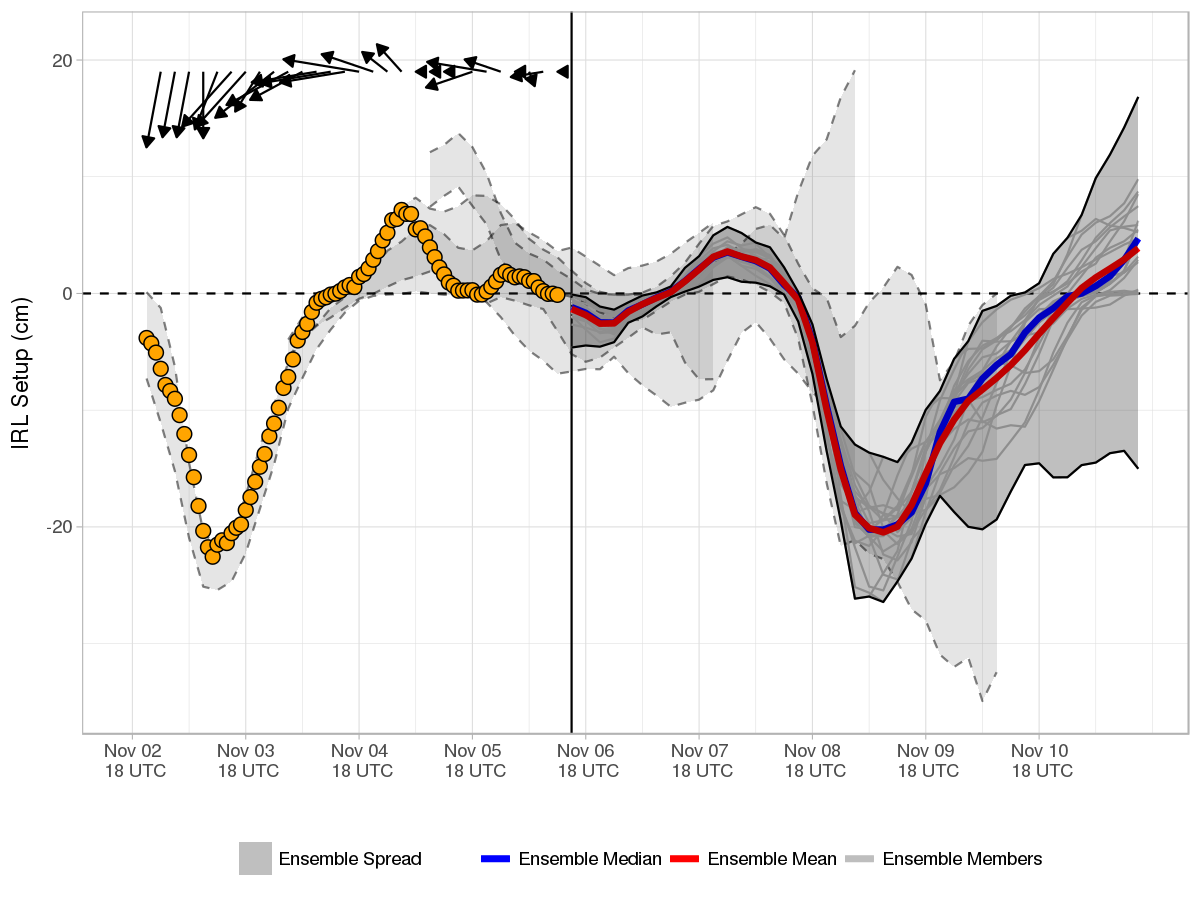 20
0
-20
IRL Setup (cm)
Nov 02 Nov 03 Nov 04 Nov 05 Nov 06 Nov 07 Nov 08 Nov 09 Nov 10
18 UTC 18 UTC 18 UTC 18 UTC 18 UTC 18 UTC 18 UTC 18 UTC 18 UTC
Ensemble Spread Ensemble Median Ensemble Mean Ensemble Members